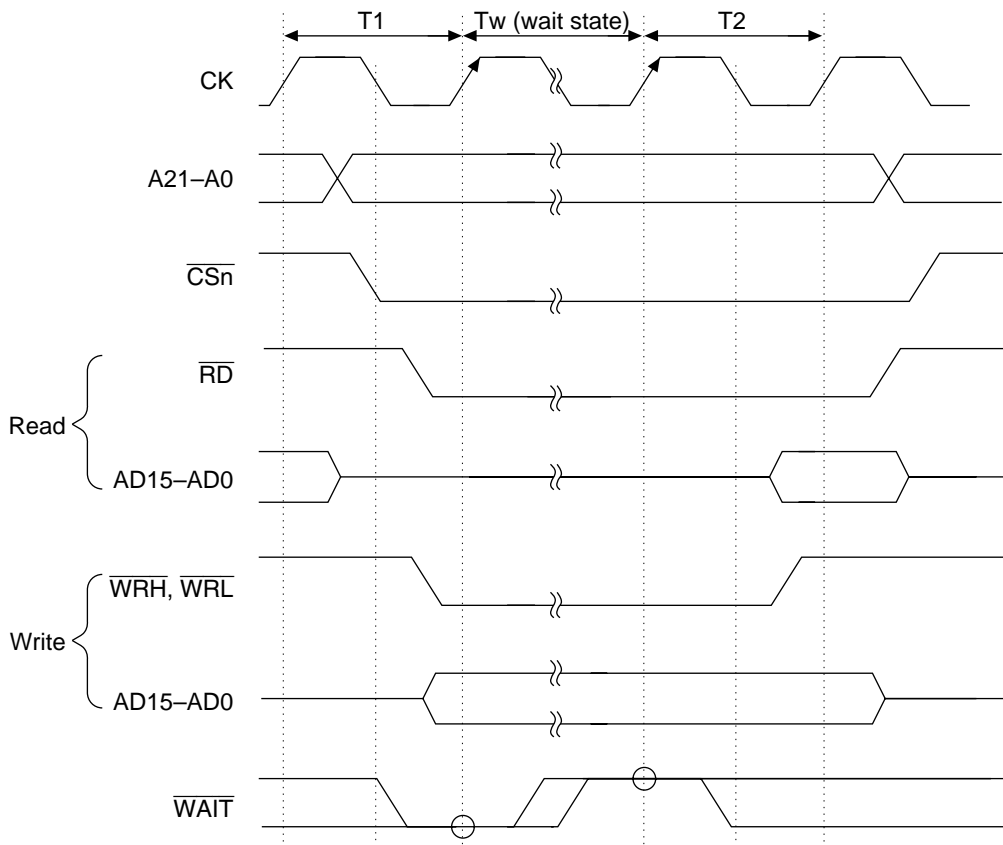 T1 Tw (wait state) T2
CK
A21–A0
CSn
RD
Read
AD15–AD0
WRH, WRL
Write
AD15–AD0
WAIT